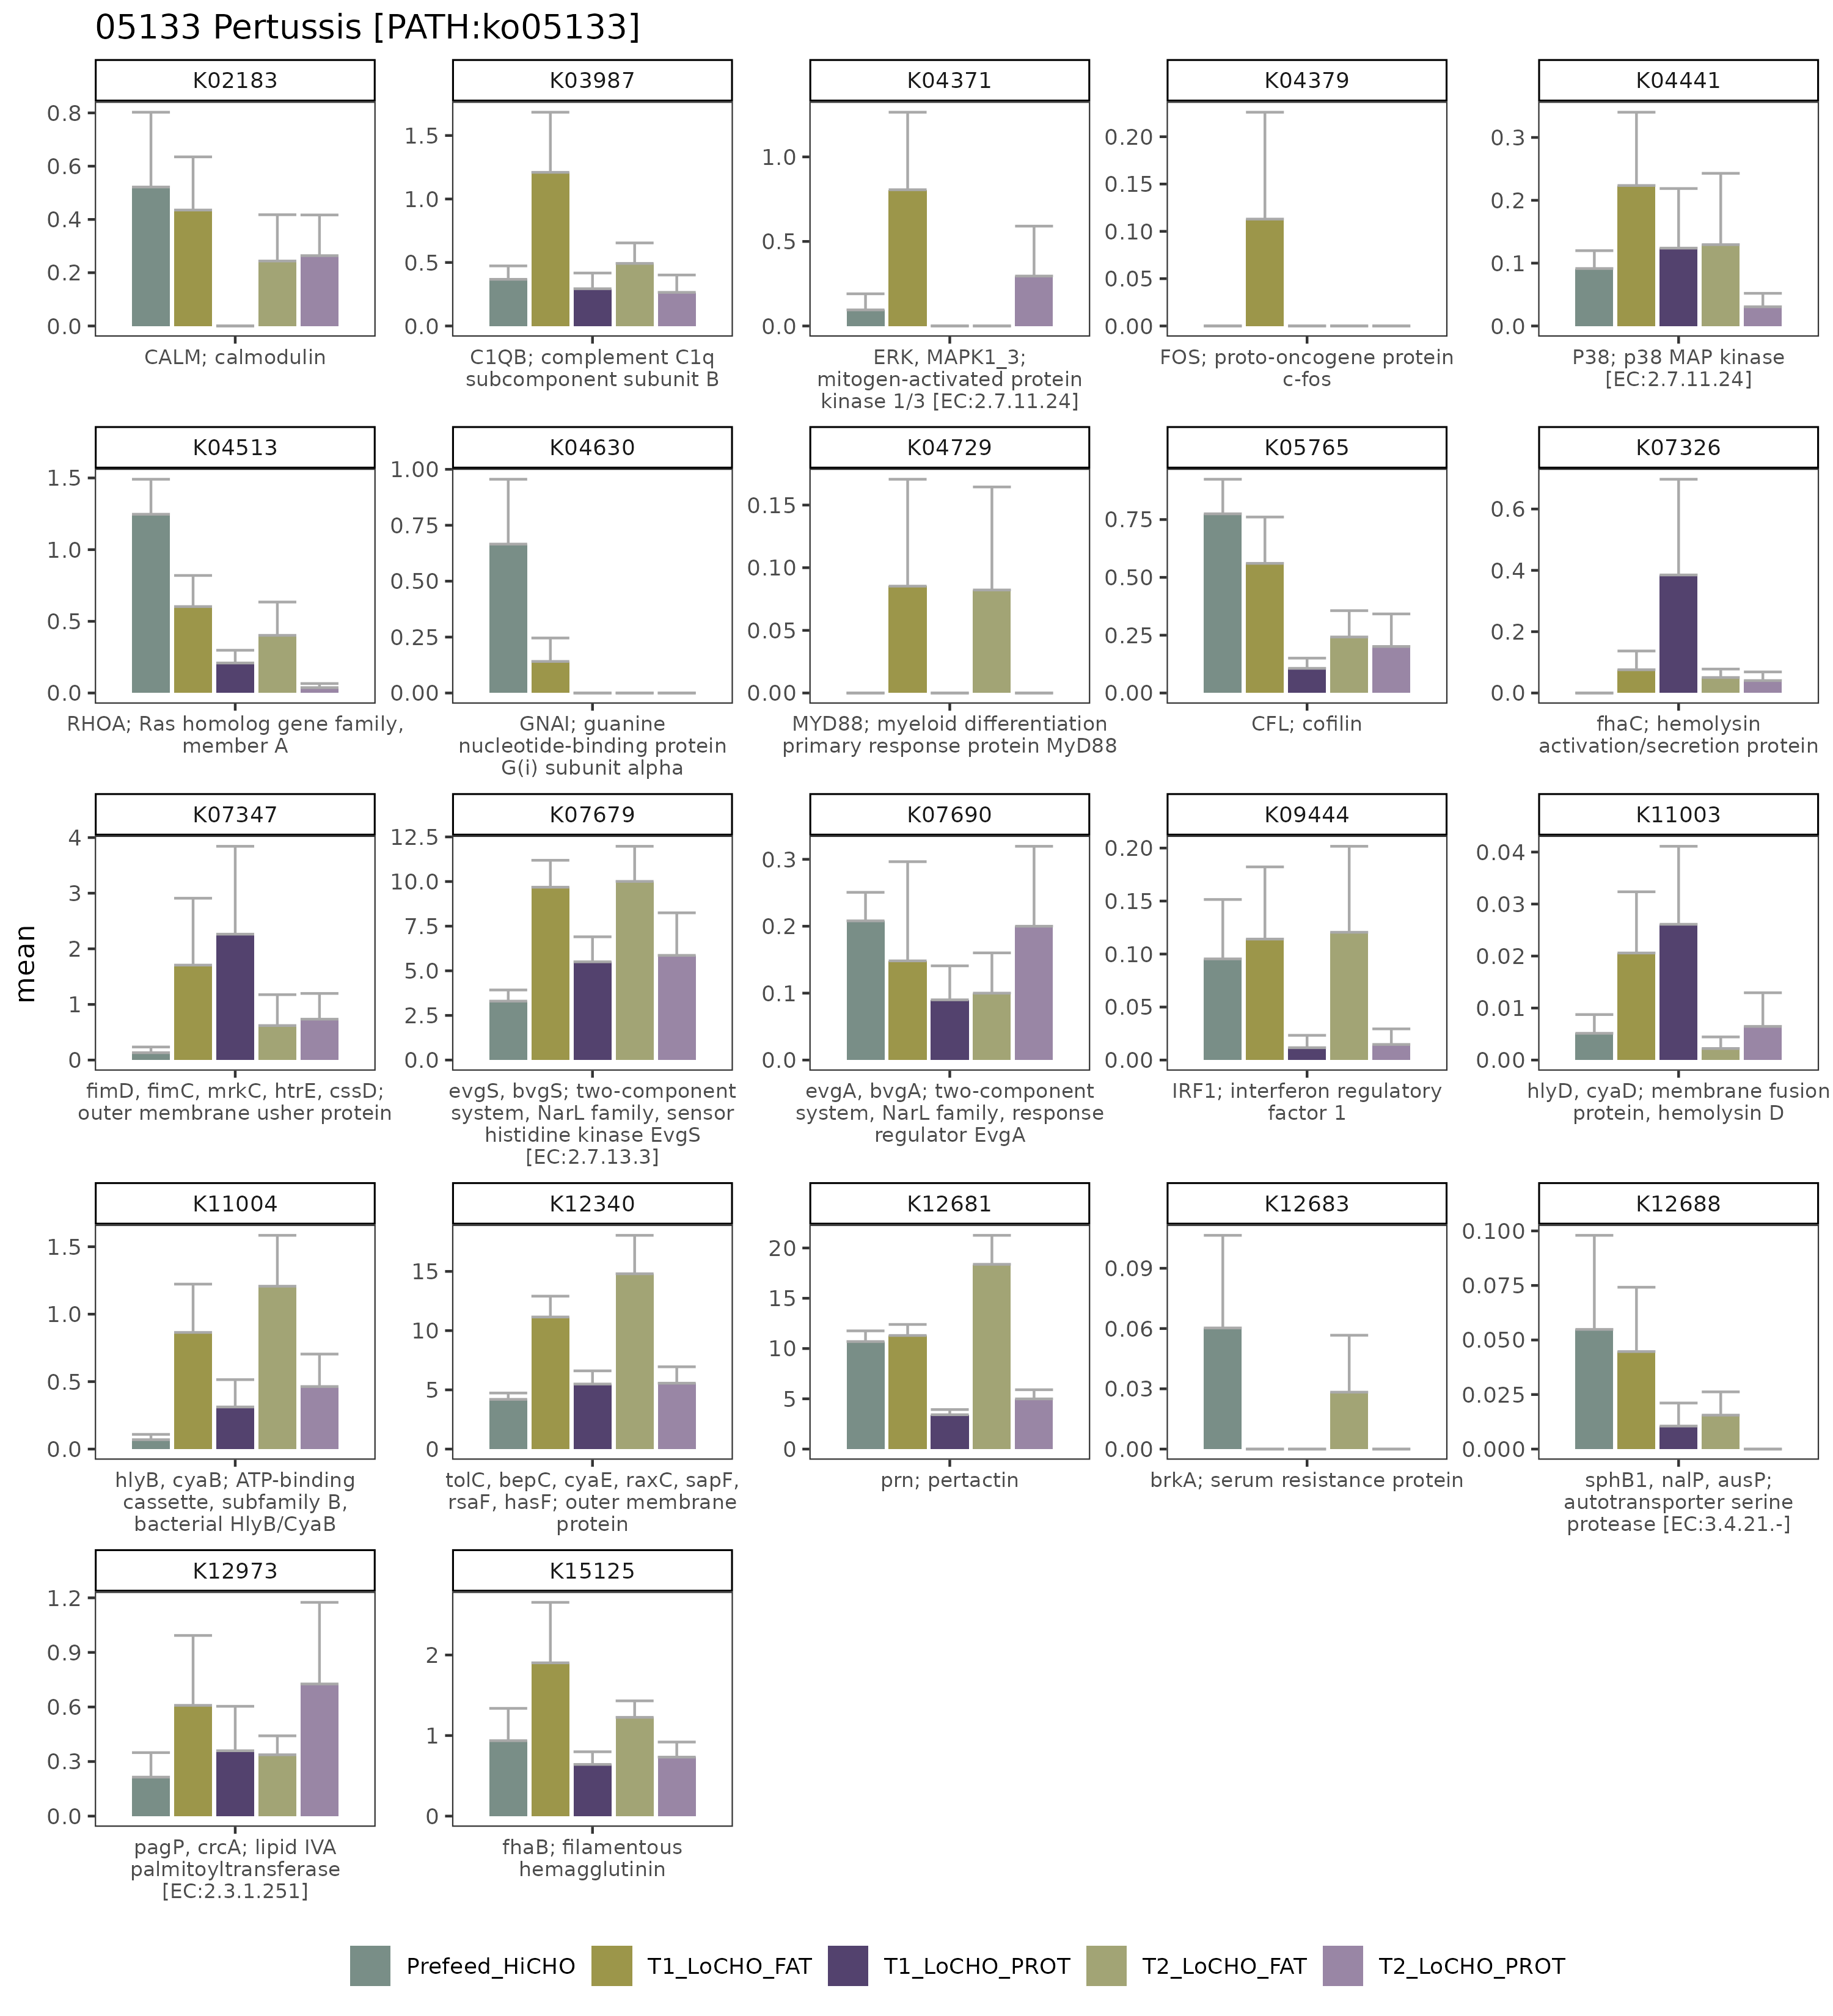 05133 Pertussis [PATH:ko05133]
K02183
K03987
K04371
K04379
K04441
0.8
0.6
0.4
0.2
0.0
1.5
1.0
0.5
0.0
1.0
0.5
0.0
0.20
0.15
0.10
0.05
0.00
0.3
0.2
0.1
0.0
CALM; calmodulin
C1QB; complement C1q
subcomponent subunit B
ERK, MAPK1_3;
mitogen-activated protein
kinase 1/3 [EC:2.7.11.24]
FOS; proto-oncogene protein
c-fos
P38; p38 MAP kinase
[EC:2.7.11.24]
K04513
K04630
K04729
K05765
K07326
1.5
1.0
0.5
0.0
1.00
0.75
0.50
0.25
0.00
0.15
0.10
0.05
0.00
0.75
0.50
0.25
0.00
0.6
0.4
0.2
0.0
RHOA; Ras homolog gene family,
member A
GNAI; guanine
nucleotide-binding protein
G(i) subunit alpha
MYD88; myeloid differentiation
primary response protein MyD88
CFL; cofilin
fhaC; hemolysin
activation/secretion protein
mean
K07347
K07679
K07690
K09444
K11003
4
3
2
1
0
12.5
10.0
7.5
5.0
2.5
0.0
0.3
0.2
0.1
0.0
0.20
0.15
0.10
0.05
0.00
0.04
0.03
0.02
0.01
0.00
fimD, fimC, mrkC, htrE, cssD;
outer membrane usher protein
evgS, bvgS; two-component
system, NarL family, sensor
histidine kinase EvgS
[EC:2.7.13.3]
evgA, bvgA; two-component
system, NarL family, response
regulator EvgA
IRF1; interferon regulatory
factor 1
hlyD, cyaD; membrane fusion
protein, hemolysin D
K11004
K12340
K12681
K12683
K12688
1.5
1.0
0.5
0.0
15
10
5
0
20
15
10
5
0
0.09
0.06
0.03
0.00
0.100
0.075
0.050
0.025
0.000
hlyB, cyaB; ATP-binding
cassette, subfamily B,
bacterial HlyB/CyaB
tolC, bepC, cyaE, raxC, sapF,
rsaF, hasF; outer membrane
protein
prn; pertactin
brkA; serum resistance protein
sphB1, nalP, ausP;
autotransporter serine
protease [EC:3.4.21.-]
K12973
K15125
1.2
0.9
0.6
0.3
0.0
2
1
0
pagP, crcA; lipid IVA
palmitoyltransferase
[EC:2.3.1.251]
fhaB; filamentous
hemagglutinin
Prefeed_HiCHO
T1_LoCHO_FAT
T1_LoCHO_PROT
T2_LoCHO_FAT
T2_LoCHO_PROT